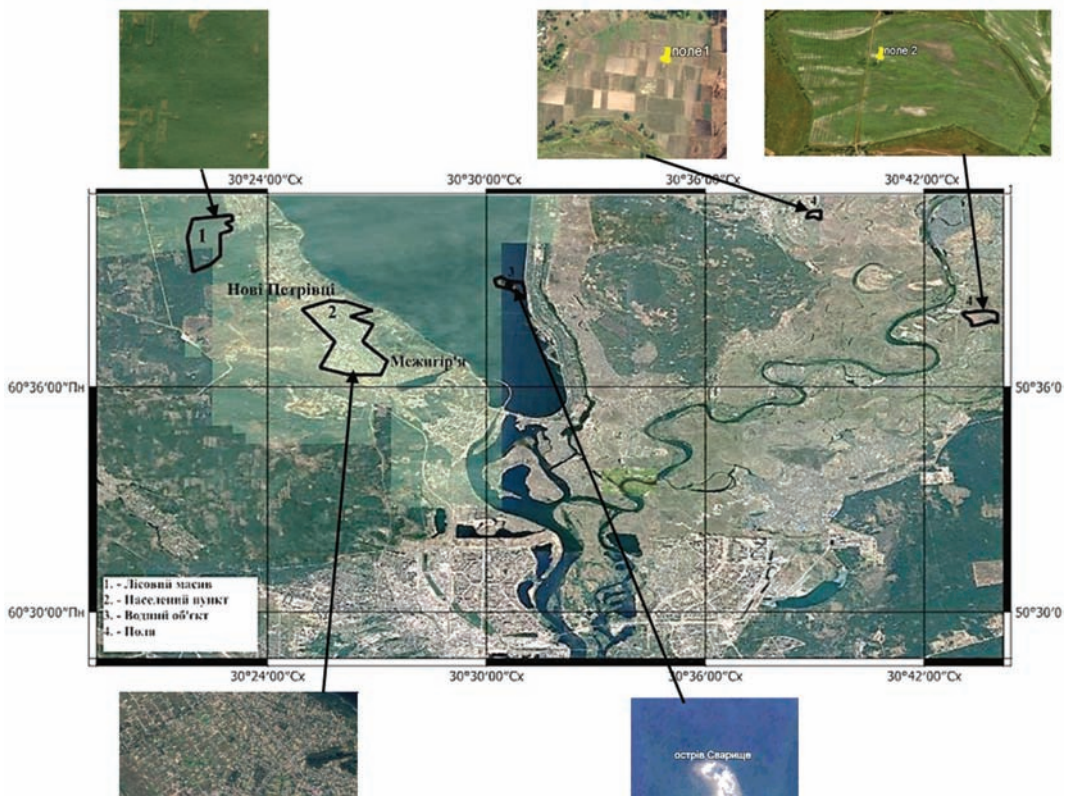 поле 1
поле 2
30°24'00"Сх
30°30'00"Сх
30°36'00"Сх
30°42'00"Сх
4
1
3
Нові Петрівці
2
4
Межигір'я
60°36'00"Пн
50°36'0
1. - Лісовий масив
2. - Населений пункт
3. - Водний об'єкт
4. - Поля
60°30'00"Пн
50°30'0
30°24'00"Сх
30°30'00"Сх
30°36'00"Сх
30°42'00"Сх
острів Сварище